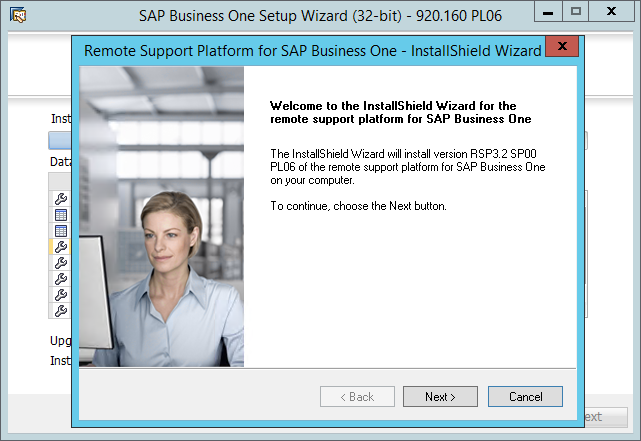 SAP Business One Setup Wizard (32-bit) - 920.160 PL06
Remote Support Platform for SAP Business One - InstallShield Wizard
Welcome to the InstallShield Wizard for the
remote support platform for SAP Business One
The InstallShield Wizard will install version RSP3.2 SP00
PL06 of the remote support platform for SAP Business One
on your computer.
To continue, choose the Next button.
Inst
Data
Upg
Inst
< Back
Next >
Cancel
ext